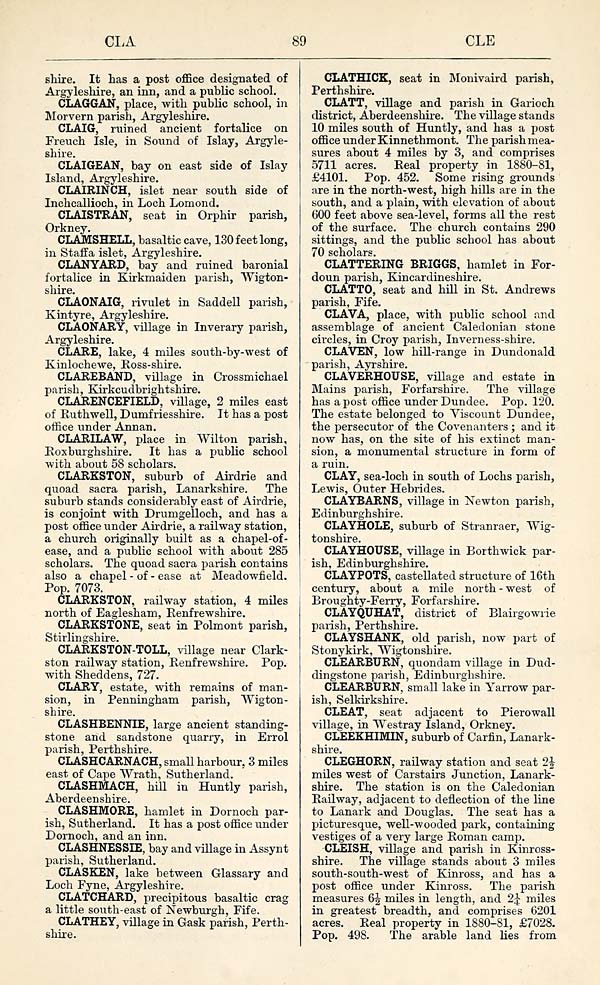 CLA 89 CLE
shire. It has a post office designated of
Argyleshire, an inn, and a public school.
CLAGGAN, place, with public school, in
Morvern parish, Argyleshire.
CLAIG, ruined ancient fortalice on
Freuch Isle, in Sound of Islay, Argyle-
shire.
CLAIGEAN, bay on east side of Islay
Island, Argyleshire.
CLAIRINCH, islet near south side of
Inchcallioch, in Loch Lomond.
CLAISTRAN, seat in Orphir parish,
Orkney.
CLAMSHELL, basaltic cave, 130 feet long,
in Staffa islet, Argyleshire.
CLANYARD, bay and ruined baronial
fortalice in Kirkmaiden parish, Wigton-
shire.
CLAONAIG, rivulet in Saddell parish,
Kintyre, Argyleshire.
CLAONARY, village in Inverary parish,
Argyleshire.
CLARE, lake, 4 miles south-by-west of
Kinlochewe, Ross-shire.
CLAREBAND, village in Crossmichael
parish, Kirkcudbrightshire.
CLARENCEFIELD, village, 2 miles east
of Ruthwell, Dumfriesshire. It has a post
office under Annan.
CLARILAW, place in Wilton parish,
Roxburghshire. It has a public school
with about 58 scholars.
CLARKSTON, suburb of Airdrie and
quoad sacra parish, Lanarkshire. The
suburb stands considerably east of Airdrie,
is conjoint with Drumgelloch, and has a
post office under Airdrie, a railway station,
a church originally built as a chapel-of-
ease, and a public school with about 285
scholars. The quoad sacra parish contains
also a chapel-of-ease at Meadowfield.
Pop. 7073.
CLARKSTON, railway station, 4 miles
north of Eaglesham, Renfrewshire.
CLARKSTONE, seat in Polmont parish,
Stirlingshire.
CLARKSTON-TOLL, village near Clark-
ston railway station, Renfrewshire. Pop.
with Sheddens, 727.
CLARY, estate, with remains of man-
sion, in Penningham parish, Wigton-
shire.
CLASHBENNIE, large ancient standing-
stone and sandstone quarry, in Errol
parish, Perthshire.
CLASHCARNACH, small harbour, 3 miles
east of Cape Wrath, Sutherland.
CLASHMACH, hill in Huntly parish,
Aberdeenshire.
CLASHMORE, hamlet in Dornoch par-
ish, Sutherland. It has a post office under
Dornoch, and an inn.
CLASHNESSIE, bay and village in Assynt
parish, Sutherland.
CLASKEN, lake between Glassary and
Loch Fyne, Argyleshire.
CLATCHARD, precipitous basaltic crag
a little south-east of Newburgh, Fife.
CLATHEY, village in Gask parish, Perth-
shire.
CLATHICK, seat in Monivaird parish,
Perthshire.
CLATT, village and parish in Garioch
district, Aberdeenshire. The village stands
10 miles south of Huntly, and has a post
office under Kinnethmont. The parish mea-
sures about 4 miles by 3, and comprises
5711 acres. Real property in 1880-81,
£4101. Pop. 452. Some rising grounds
are in the north-west, high hills are in the
south, and a plain, with elevation of about
600 feet above sea-level, forms all the rest
of the surface. The church contains 290
sittings, and the public school has about
70 scholars.
CLATTERING BRIGGS, hamlet in For-
doun parish, Kincardineshire.
CLATTO, seat and hill in St. Andrews
parish, Fife.
CLAVA, place, with public school and
assemblage of ancient Caledonian stone
circles, in Croy parish, Inverness-shire.
CLAVEN, low hill-range in Dundonald
parish, Ayrshire.
CLAVERHOUSE, village and estate in
Mains parish, Forfarshire. The village
has a post office under Dundee. Pop. 120.
The estate belonged to Viscount Dundee,
the persecutor of the Covenanters; and it
now has, on the site of his extinct man-
sion, a monumental structure in form of
a ruin.
CLAY, sea-loch in south of Lochs parish,
Lewis, Outer Hebrides.
CLAYBARNS, village in Newton parish,
Edinburghshire.
CLAYHOLE, suburb of Stranraer, Wig-
tonshire.
CLAYHOUSE, village in Borthwick par-
ish, Edinburghshire.
CLAYPOTS, castellated structure of 16th
century, about a mile north-west of
Broughty-Ferry, Forfarshire.
CLAYQUHAT, district of Blairgowrie
parish, Perthshire.
CLAYSHANK, old parish, now part of
Stonykirk, Wigtonshire.
CLEARBURN, quondam village in Dud-
dingstone parish, Edinburghshire.
CLEARBURN, small lake in Yarrow par-
ish, Selkirkshire.
CLEAT, seat adjacent to Pierowall
village, in Westray Island, Orkney.
CLEEKHIMIN, suburb of Carfin, Lanark-
shire.
CLEGHORN, railway station and seat 2½
miles west of Carstairs Junction, Lanark-
shire. The station is on the Caledonian
Railway, adjacent to deflection of the line
to Lanark and Douglas. The seat has a
picturesque, well-wooded park, containing
vestiges of a very large Roman camp.
CLEISH, village and parish in Kinross-
shire. The village stands about 3 miles
south-south-west of Kinross, and has a
post office under Kinross. The parish
measures 6½ miles in length, and 2¼ miles
in greatest breadth, and comprises 6201
acres. Real property in 1880-81, £7028.
Pop. 498. The arable land lies from